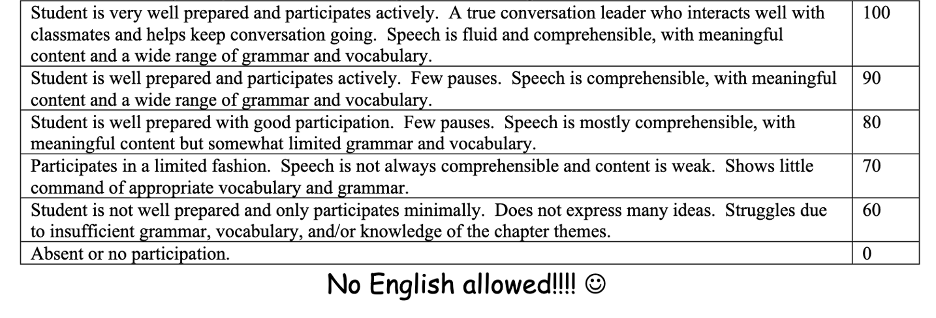 Student is very well prepared and participates actively.  A true conversation leader who interacts well with 100
classmates and helps keep conversation going.  Speech is fluid and comprehensible, with meaningful
content and a wide range of grammar and vocabulary.
Student is well prepared and participates actively.  Few pauses.  Speech is comprehensible, with meaningful 90
content and a wide range of grammar and vocabulary.
Student is well prepared with good participation.  Few pauses.  Speech is mostly comprehensible, with 80
meaningful content but somewhat limited grammar and vocabulary.
Participates in a limited fashion.  Speech is not always comprehensible and content is weak.  Shows little 70
command of appropriate vocabulary and grammar.
Student is not well prepared and only participates minimally.  Does not express many ideas.  Struggles due 60
to insufficient grammar, vocabulary, and/or knowledge of the chapter themes.
Absent or no participation. 0
No English allowed!!!! ☺